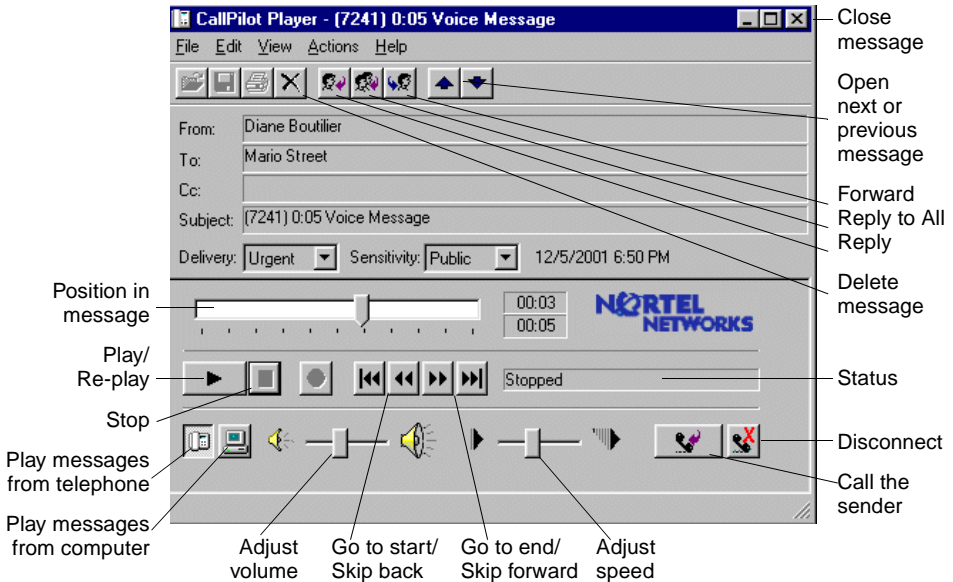 CallPilot Player - (7241) 0:05 Voice Message
File Edit View Actions Help
From: Diane Boutilier
To: Mario Street
Cc:
Subject: (7241) 0:05 Voice Message
Delivery: Urgent Sensitivity: Public 12/5/2001 6:50 PM
00:03
00:05
NORTEL
NETWORKS
Stopped
Close
message
Open
next or
previous
message
Forward
Reply to All
Reply
Delete
message
Status
Disconnect
Call the
sender
Position in
message
Play/
Re-play
Stop
Play messages
from telephone
Play messages
from computer
Adjust
volume
Go to start/
Skip back
Go to end/
Skip forward
Adjust
speed